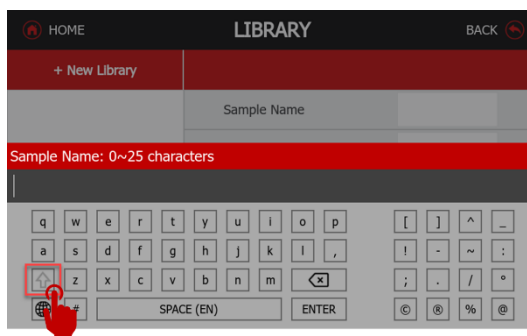 HOME LIBRARY BACK
+ New Library
Sample Name
Sample Name: 0~25 characters
q w e r t y u i o p [ ] ^ _
a s d f g h j k l , ! - ~ :
z x c v b n m ; . / °
# SPACE (EN) ENTER © ® % @